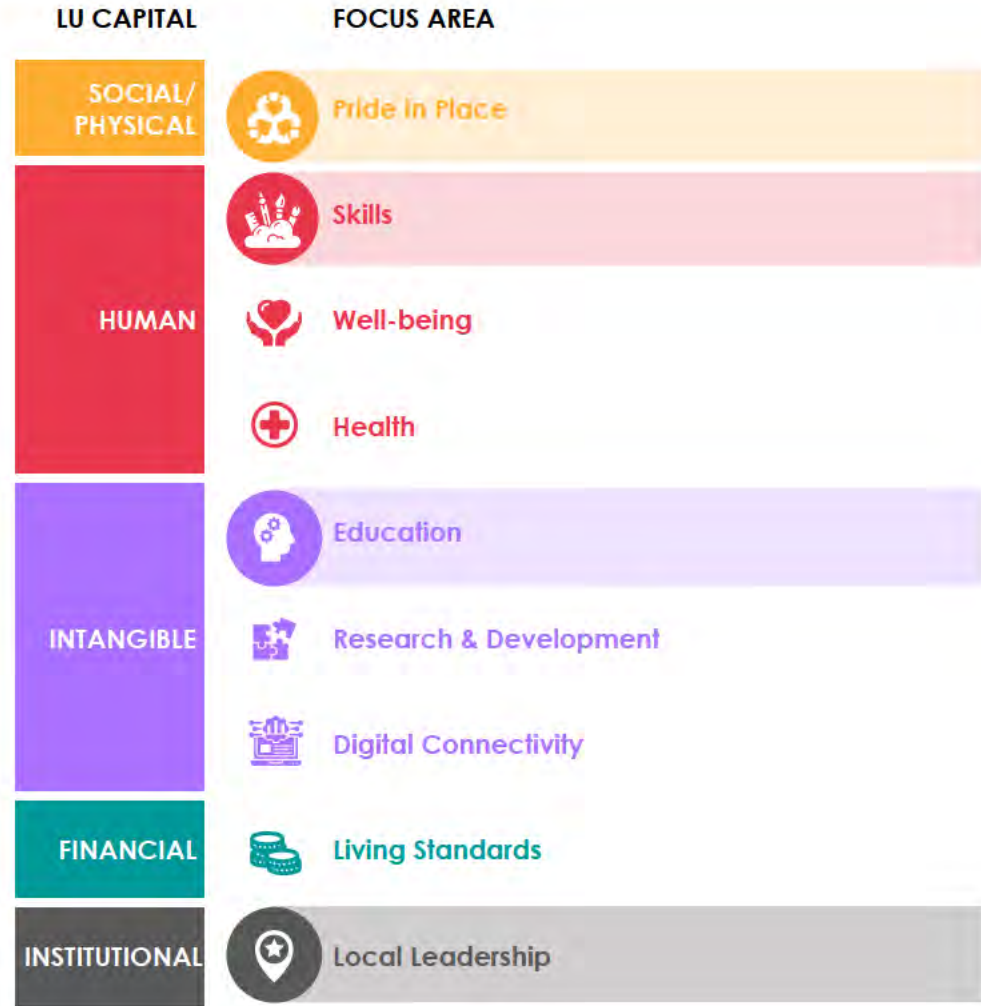 LU CAPITAL FOCUS AREA
SOCIAL/
PHYSICAL
Pride in Place
HUMAN
Skills
Well-being
Health
INTANGIBLE
Education
Research & Development
Digital Connectivity
FINANCIAL
Living Standards
INSTITUTIONAL
Local Leadership